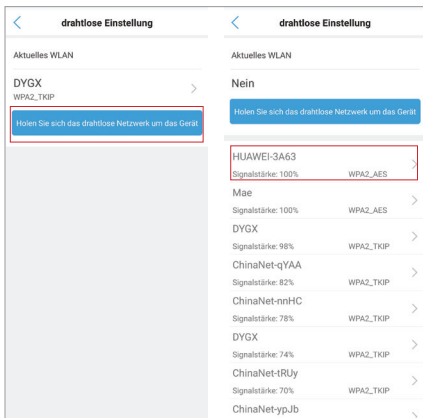 drahtlose Einstellung
Aktuelles WLAN
DYGX
WPA2_TKIP
Holen Sie sich das drahtlose Netzwerk um das Gerät
drahtlose Einstellung
Aktuelles WLAN
Nein
Holen Sie sich das drahtlose Netzwerk um das Gerät
HUAWEI-3A63
Signalstärke: 100% WPA2_AES
Mae
Signalstärke: 100% WPA2_AES
DYGX
Signalstärke: 98% WPA2_TKIP
ChinaNet-qYAA
Signalstärke: 82% WPA2_TKIP
ChinaNet-nnHC
Signalstärke: 78% WPA2_TKIP
DYGX
Signalstärke: 74% WPA2_TKIP
ChinaNet-tRUy
Signalstärke: 70% WPA2_TKIP
ChinaNet-ypJb